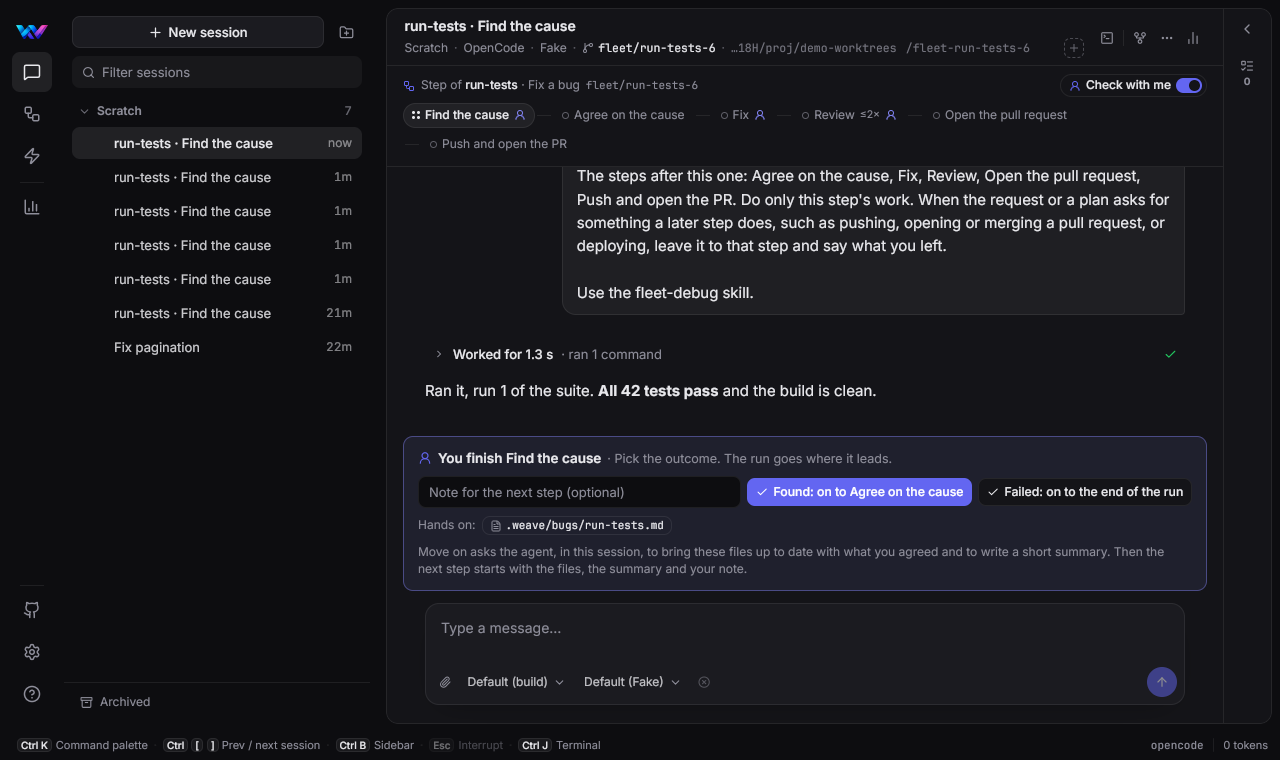 New session
Filter sessions
Scratch 7
run-tests · Find the cause now
run-tests · Find the cause 1m
run-tests · Find the cause 1m
run-tests · Find the cause 1m
run-tests · Find the cause 1m
run-tests · Find the cause 21m
Fix pagination 22m
Archived
run-tests · Find the cause
Scratch · OpenCode · Fake · fleet/run-tests-6 · …18H/proj/demo-worktrees /fleet-run-tests-6
Step of run-tests · Fix a bug fleet/run-tests-6
Check with me
0
Find the cause Agree on the cause Fix Review ≤2× Open the pull request
Push and open the PR
The steps after this one: Agree on the cause, Fix, Review, Open the pull request,
Push and open the PR. Do only this step's work. When the request or a plan asks for
something a later step does, such as pushing, opening or merging a pull request, or
deploying, leave it to that step and say what you left.
Use the fleet-debug skill.
Worked for 1.3 s · ran 1 command
Ran it, run 1 of the suite. All 42 tests pass and the build is clean.
You finish Find the cause · Pick the outcome. The run goes where it leads.
Note for the next step (optional) Found: on to Agree on the cause Failed: on to the end of the run
Hands on: .weave/bugs/run-tests.md
Move on asks the agent, in this session, to bring these files up to date with what you agreed and to write a short summary. Then the
next step starts with the files, the summary and your note.
Type a message…
Default (build) Default (Fake)
Ctrl K Command palette · Ctrl [ ] Prev / next session · Ctrl B Sidebar · Esc Interrupt · Ctrl J Terminal
opencode 0 tokens